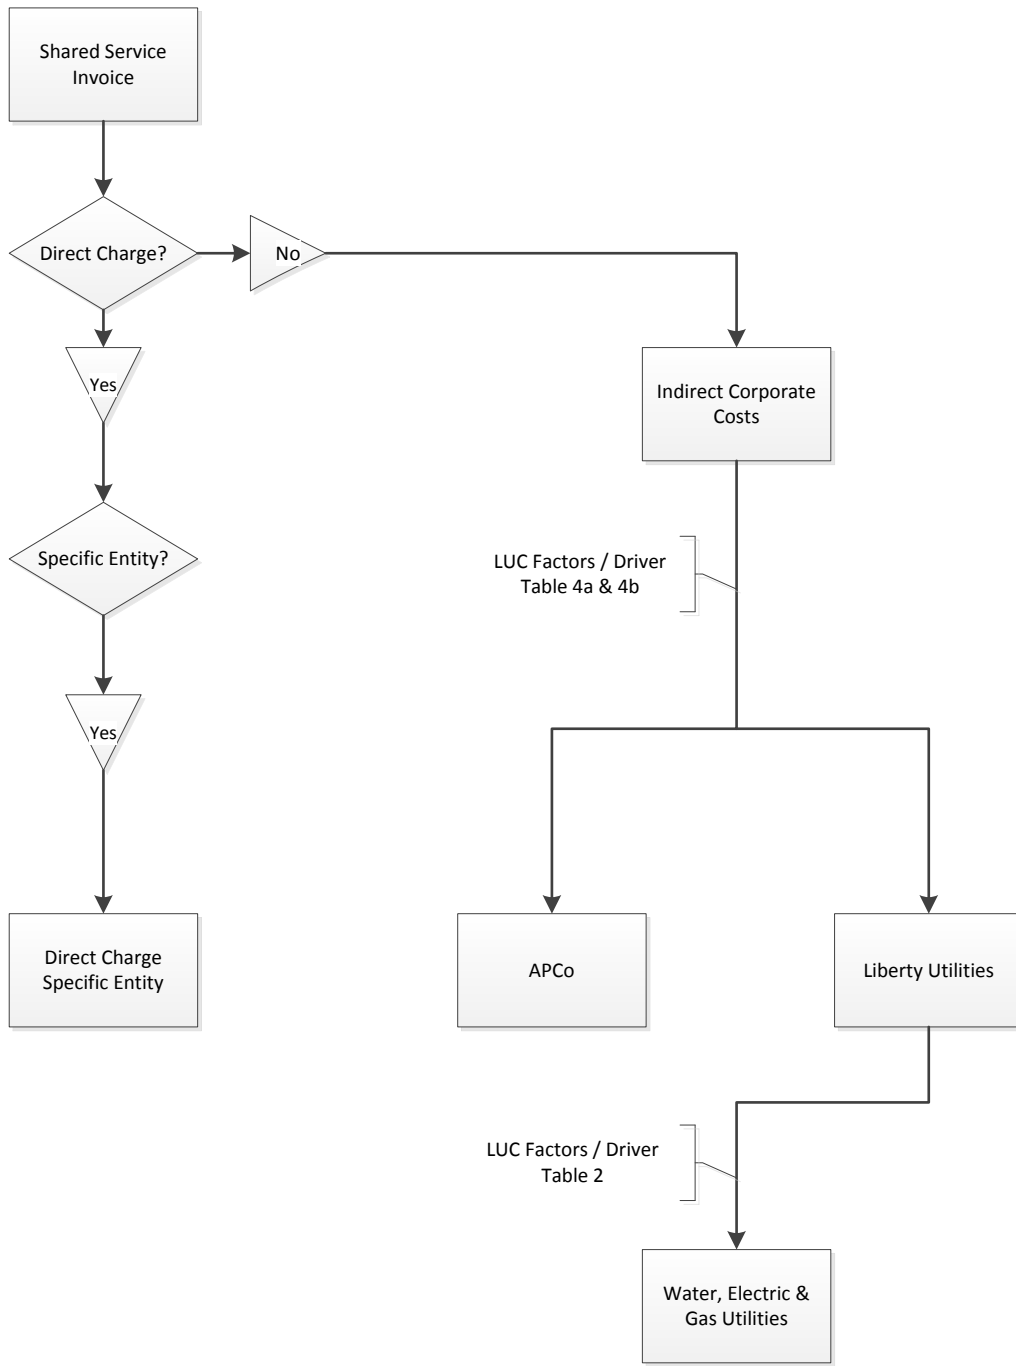 Shared Service
Invoice
Direct Charge?
No
Yes
Indirect Corporate
Costs
Specific Entity?
LUC Factors / Driver
Table 4a & 4b
Yes
Direct Charge
Specific Entity
APCo
Liberty Utilities
LUC Factors / Driver
Table 2
Water, Electric &
Gas Utilities